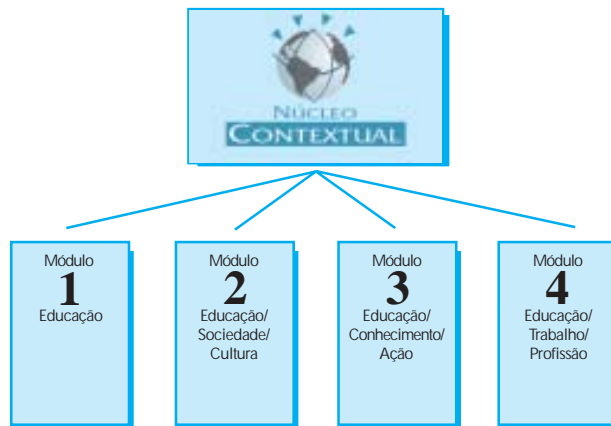 NÚCLEO
CONTEXTUAL
Módulo
1
Educação
Módulo
2
Educação/
Sociedade/
Cultura
Módulo
3
Educação/
Conhecimento/
Ação
Módulo
4
Educação/
Trabalho/
Profissão